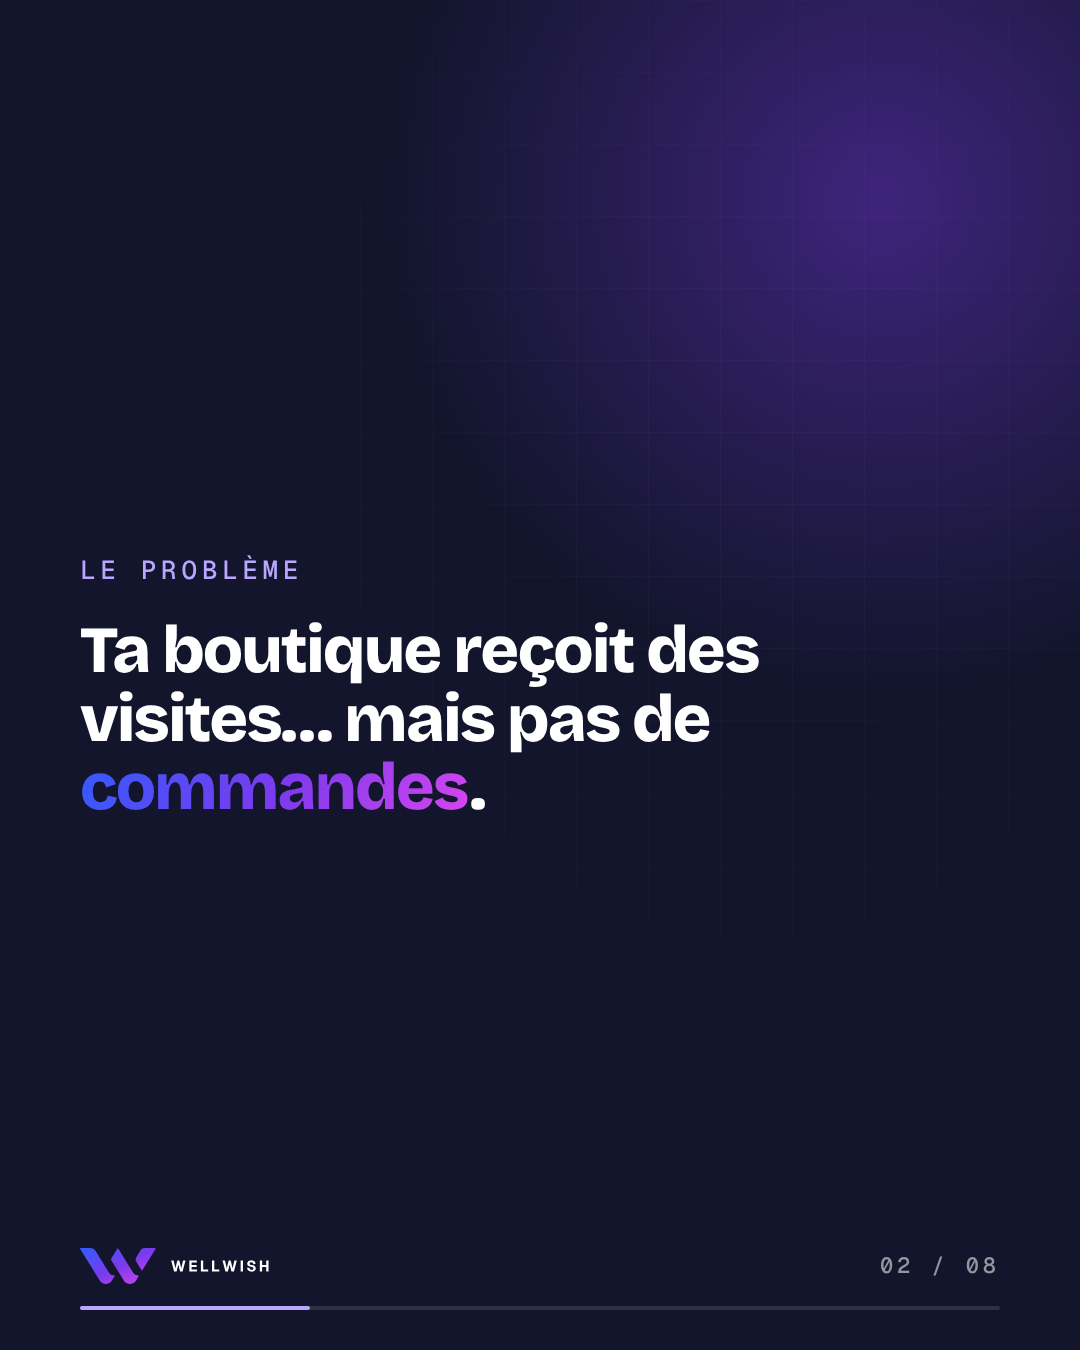 LE PROBLÈME
Ta boutique reçoit des
visites... mais pas de
commandes.
WELLWISH
02 / 08